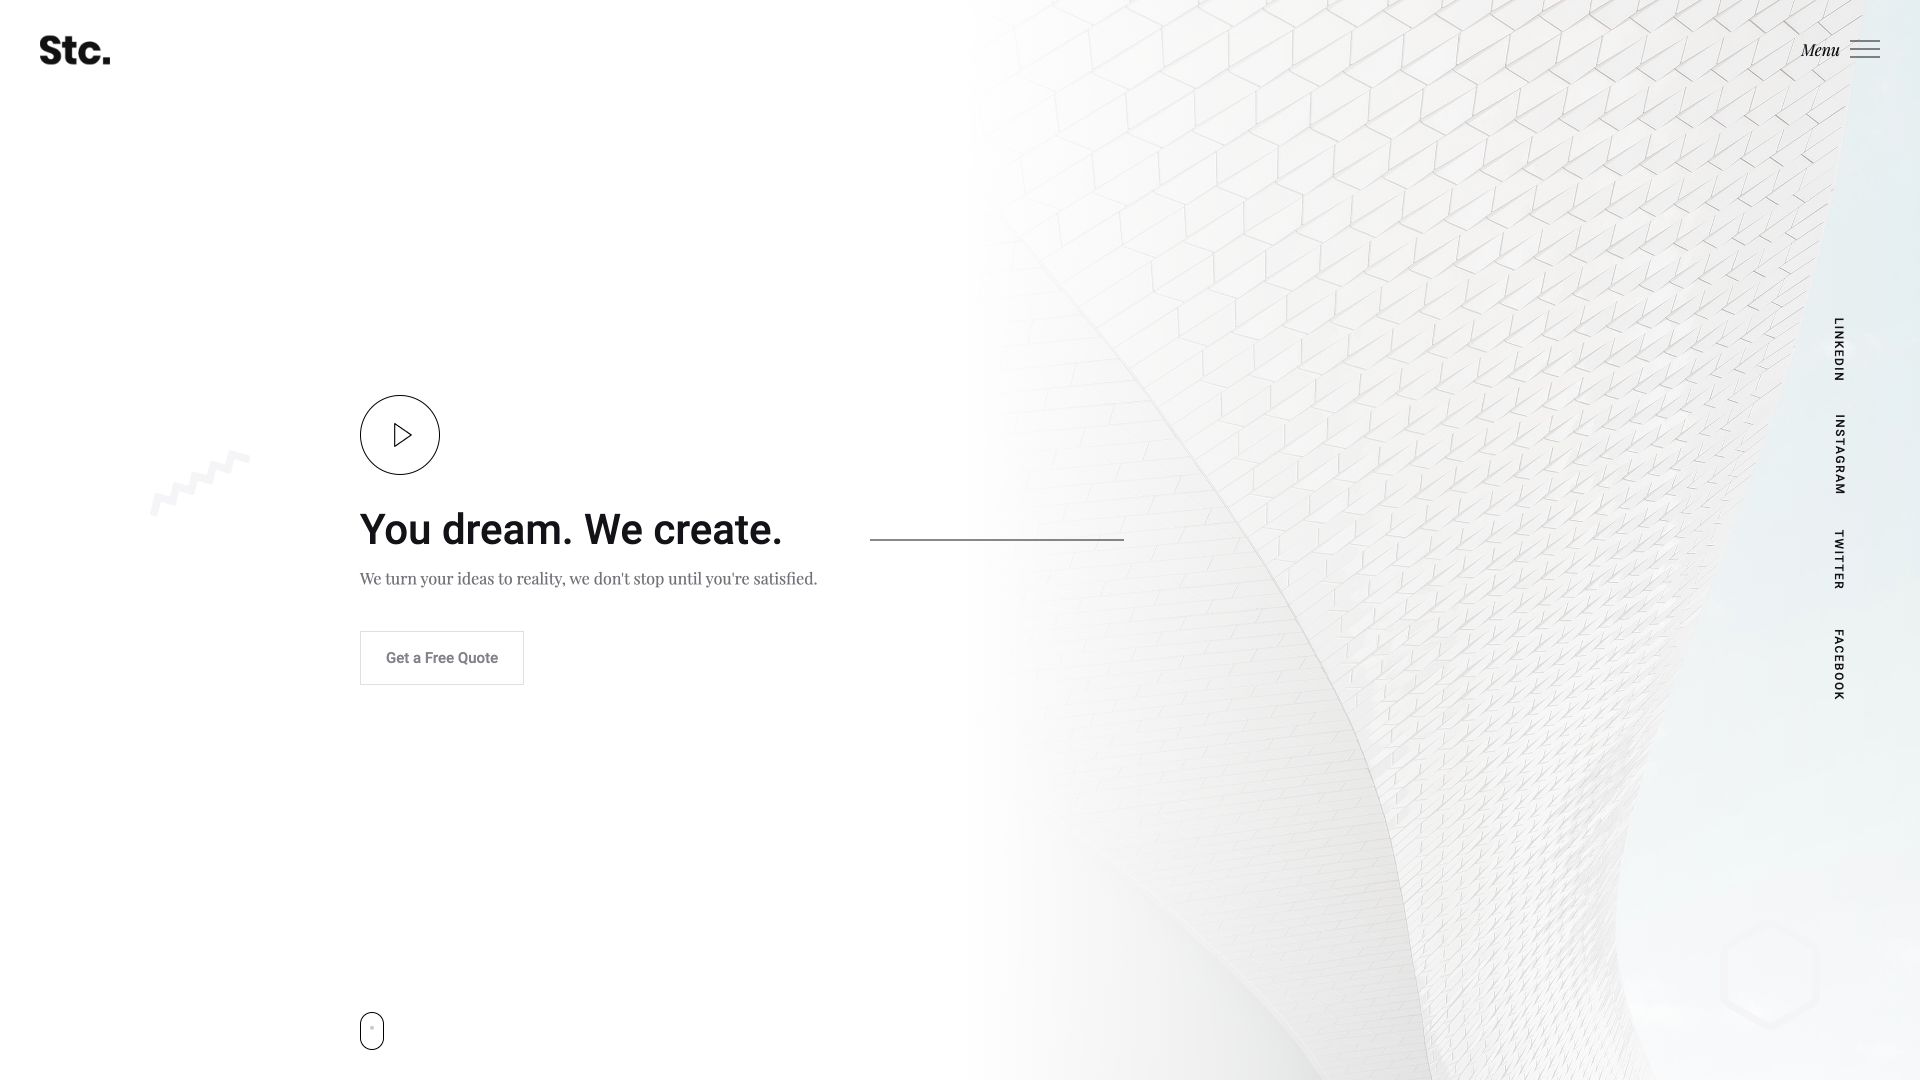 Stc.
Menu
You dream. We create.
We turn your ideas to reality, we don't stop until you're satisfied.
Get a Free Quote
LINKEDIN
INSTAGRAM
TWITTER
FACEBOOK